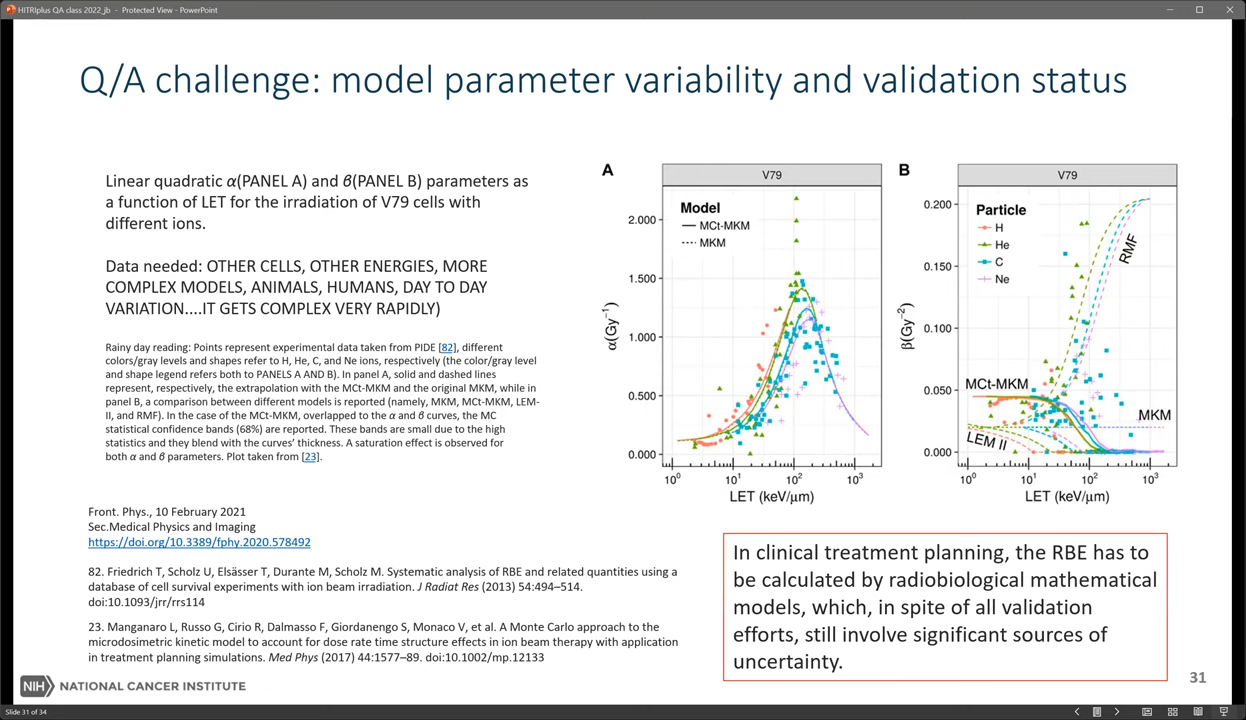 HITRIplus QA class 2022_jb - Protected View - PowerPoint
Q/A challenge: model parameter variability and validation status
Linear quadratic α(PANEL A) and β(PANEL B) parameters as
a function of LET for the irradiation of V79 cells with
different ions.
Data needed: OTHER CELLS, OTHER ENERGIES, MORE
COMPLEX MODELS, ANIMALS, HUMANS, DAY TO DAY
VARIATION....IT GETS COMPLEX VERY RAPIDLY)
Rainy day reading: Points represent experimental data taken from PIDE [82], different
colors/gray levels and shapes refer to H, He, C, and Ne ions, respectively (the color/gray level
and shape legend refers both to PANELS A AND B). In panel A, solid and dashed lines
represent, respectively, the extrapolation with the MCt-MKM and the original MKM, while in
panel B, a comparison between different models is reported (namely, MKM, MCt-MKM, LEM-
II, and RMF). In the case of the MCt-MKM, overlapped to the α and β curves, the MC
statistical confidence bands (68%) are reported. These bands are small due to the high
statistics and they blend with the curves' thickness. A saturation effect is observed for
both α and β parameters. Plot taken from [23].
Front. Phys., 10 February 2021
Sec.Medical Physics and Imaging
https://doi.org/10.3389/fphy.2020.578492
82. Friedrich T, Scholz U, Elsässer T, Durante M, Scholz M. Systematic analysis of RBE and related quantities using a
database of cell survival experiments with ion beam irradiation. J Radiat Res (2013) 54:494–514.
doi:10.1093/jrr/rrs114
23. Manganaro L, Russo G, Cirio R, Dalmasso F, Giordanengo S, Monaco V, et al. A Monte Carlo approach to the
microdosimetric kinetic model to account for dose rate time structure effects in ion beam therapy with application
in treatment planning simulations. Med Phys (2017) 44:1577–89. doi:10.1002/mp.12133
A
V79
Model
MCt-MKM
MKM
2.000
1.500
1.000
0.500
0.000
α(Gy⁻¹)
10⁰ 10¹ 10² 10³
LET (keV/μm)
B
V79
Particle
H
He
C
Ne
RMF
MCt-MKM
MKM
LEM II
0.200
0.150
0.100
0.050
0.000
β(Gy⁻²)
10⁰ 10¹ 10² 10³
LET (keV/μm)
In clinical treatment planning, the RBE has to
be calculated by radiobiological mathematical
models, which, in spite of all validation
efforts, still involve significant sources of
uncertainty.
NIH NATIONAL CANCER INSTITUTE
31
Slide 31 of 34